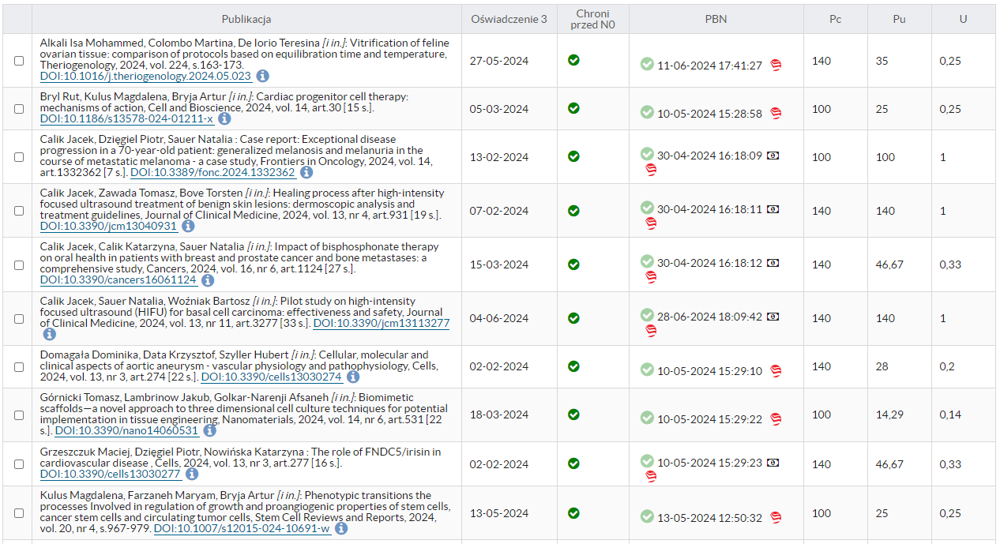 Publikacja Oświadczenie 3 Chroni przed N0 PBN Pc Pu U
Alkali Isa Mohammed, Colombo Martina, De Iorio Teresina [i in.]: Vitrification of feline
ovarian tissue: comparison of protocols based on equilibration time and temperature,
Theriogenology, 2024, vol. 224, s.163-173.
DOI:10.1016/j.theriogenology.2024.05.023
27-05-2024 11-06-2024 17:41:27 140 35 0,25
Bryl Rut, Kulus Magdalena, Bryja Artur [i in.]: Cardiac progenitor cell therapy:
mechanisms of action, Cell and Bioscience, 2024, vol. 14, art.30 [15 s.].
DOI:10.1186/s13578-024-01211-x
05-03-2024 10-05-2024 15:28:58 100 25 0,25
Calik Jacek, Dzięgiel Piotr, Sauer Natalia : Case report: Exceptional disease
progression in a 70-year-old patient: generalized melanosis and melanuria in the
course of metastatic melanoma - a case study, Frontiers in Oncology, 2024, vol. 14,
art.1332362 [7 s.]. DOI:10.3389/fonc.2024.1332362
13-02-2024 30-04-2024 16:18:09 100 100 1
Calik Jacek, Zawada Tomasz, Bove Torsten [i in.]: Healing process after high-intensity
focused ultrasound treatment of benign skin lesions: dermoscopic analysis and
treatment guidelines, Journal of Clinical Medicine, 2024, vol. 13, nr 4, art.931 [19 s.].
DOI:10.3390/jcm13040931
07-02-2024 30-04-2024 16:18:11 140 140 1
Calik Jacek, Calik Katarzyna, Sauer Natalia [i in.]: Impact of bisphosphonate therapy
on oral health in patients with breast and prostate cancer and bone metastases: a
comprehensive study, Cancers, 2024, vol. 16, nr 6, art.1124 [27 s.].
DOI:10.3390/cancers16061124
15-03-2024 30-04-2024 16:18:12 140 46,67 0,33
Calik Jacek, Sauer Natalia, Woźniak Bartosz [i in.]: Pilot study on high-intensity
focused ultrasound (HIFU) for basal cell carcinoma: effectiveness and safety, Journal
of Clinical Medicine, 2024, vol. 13, nr 11, art.3277 [33 s.]. DOI:10.3390/jcm13113277
04-06-2024 28-06-2024 18:09:42 140 140 1
Domagała Dominika, Data Krzysztof, Szyller Hubert [i in.]: Cellular, molecular and
clinical aspects of aortic aneurysm - vascular physiology and pathophysiology, Cells,
2024, vol. 13, nr 3, art.274 [22 s.]. DOI:10.3390/cells13030274
02-02-2024 10-05-2024 15:29:10 140 28 0,2
Górnicki Tomasz, Lambrinow Jakub, Golkar-Narenji Afsaneh [i in.]: Biomimetic
scaffolds—a novel approach to three dimensional cell culture techniques for potential
implementation in tissue engineering, Nanomaterials, 2024, vol. 14, nr 6, art.531 [22
s.]. DOI:10.3390/nano14060531
18-03-2024 10-05-2024 15:29:22 100 14,29 0,14
Grzeszczuk Maciej, Dzięgiel Piotr, Nowińska Katarzyna : The role of FNDC5/irisin in
cardiovascular disease , Cells, 2024, vol. 13, nr 3, art.277 [16 s.].
DOI:10.3390/cells13030277
02-02-2024 10-05-2024 15:29:23 140 46,67 0,33
Kulus Magdalena, Farzaneh Maryam, Bryja Artur [i in.]: Phenotypic transitions the
processes Involved in regulation of growth and proangiogenic properties of stem cells,
cancer stem cells and circulating tumor cells, Stem Cell Reviews and Reports, 2024,
vol. 20, nr 4, s.967-979. DOI:10.1007/s12015-024-10691-w
13-05-2024 13-05-2024 12:50:32 100 25 0,25